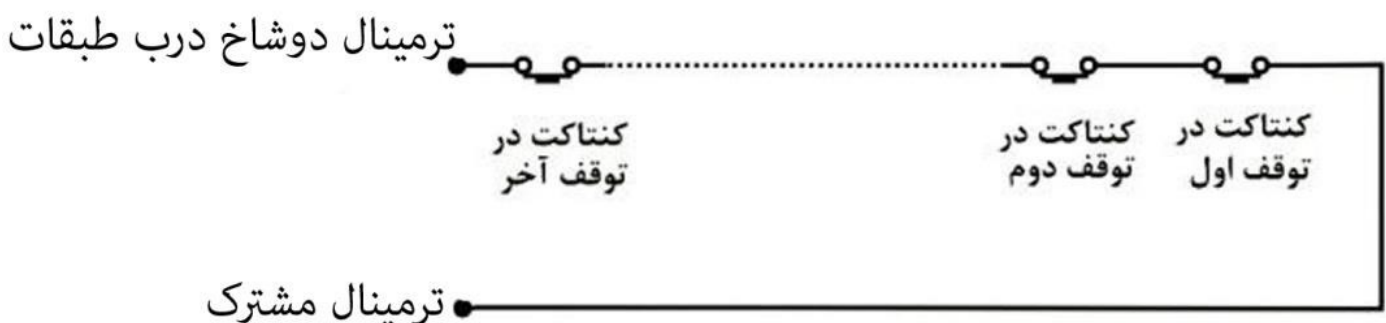 ترمینال دوشاخ درب طبقات
کنتاکت در
توقف اول
کنتاکت در
توقف دوم
کنتاکت در
توقف آخر
ترمینال مشترک